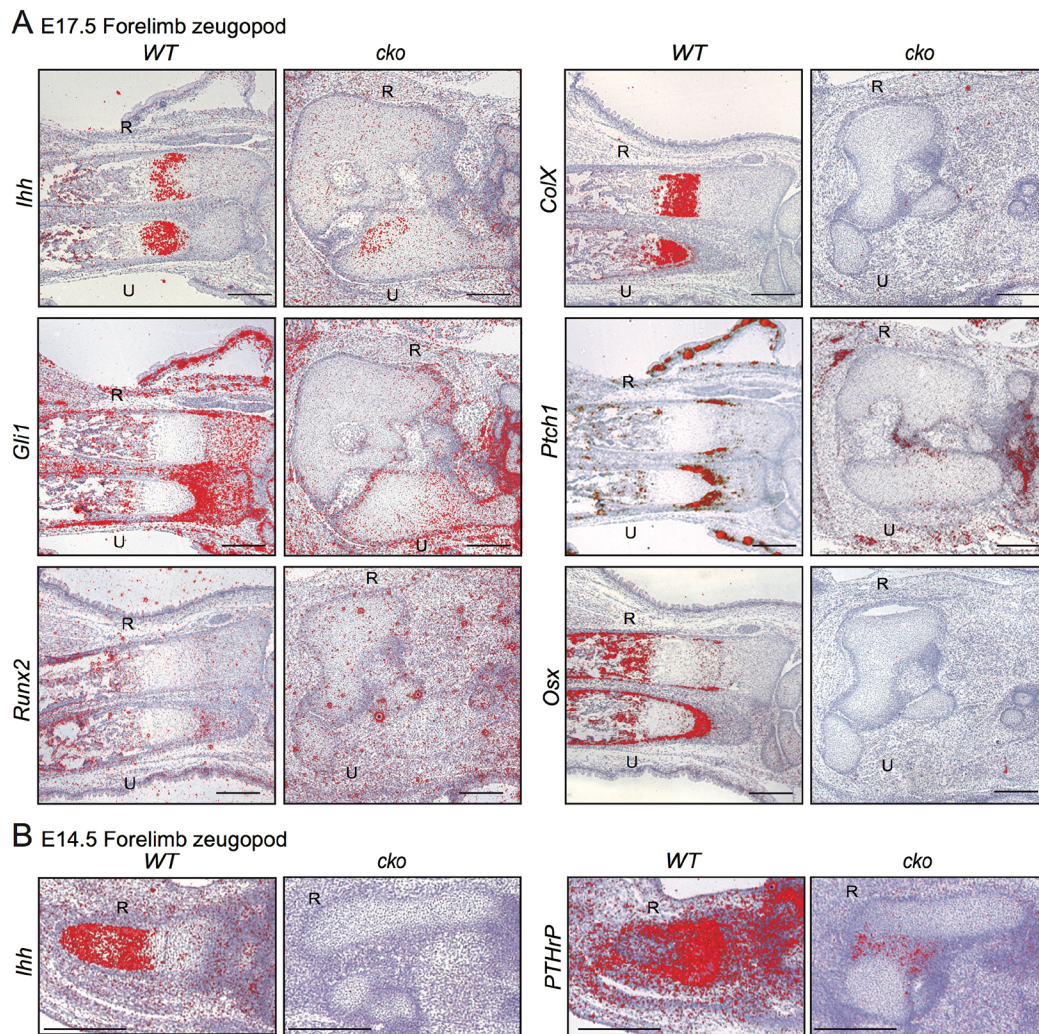 A E17.5 Forelimb zeugopod
WT cko WT cko
Ihh R U R U ColX R U R U
Gli1 R U R U Ptch1 R U R U
Runx2 R U R U Osx R U R U
B E14.5 Forelimb zeugopod
WT cko WT cko
Ihh R R PTHrP R R